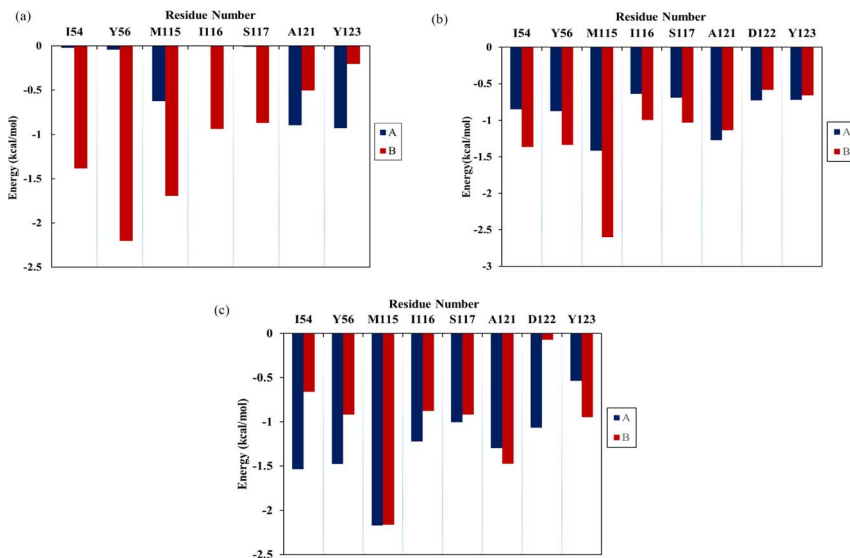 (a)
Residue Number
I54 Y56 M115 I116 S117 A121 Y123
0
-0.5
-1
-1.5
-2
-2.5
Energy (kcal/mol)
A
B
(b)
Residue Number
I54 Y56 M115 I116 S117 A121 D122 Y123
0
-0.5
-1
-1.5
-2
-2.5
-3
Energy(kcal/mol)
A
B
(c)
Residue Number
I54 Y56 M115 I116 S117 A121 D122 Y123
0
-0.5
-1
-1.5
-2
-2.5
Energy (kcal/mol)
A
B